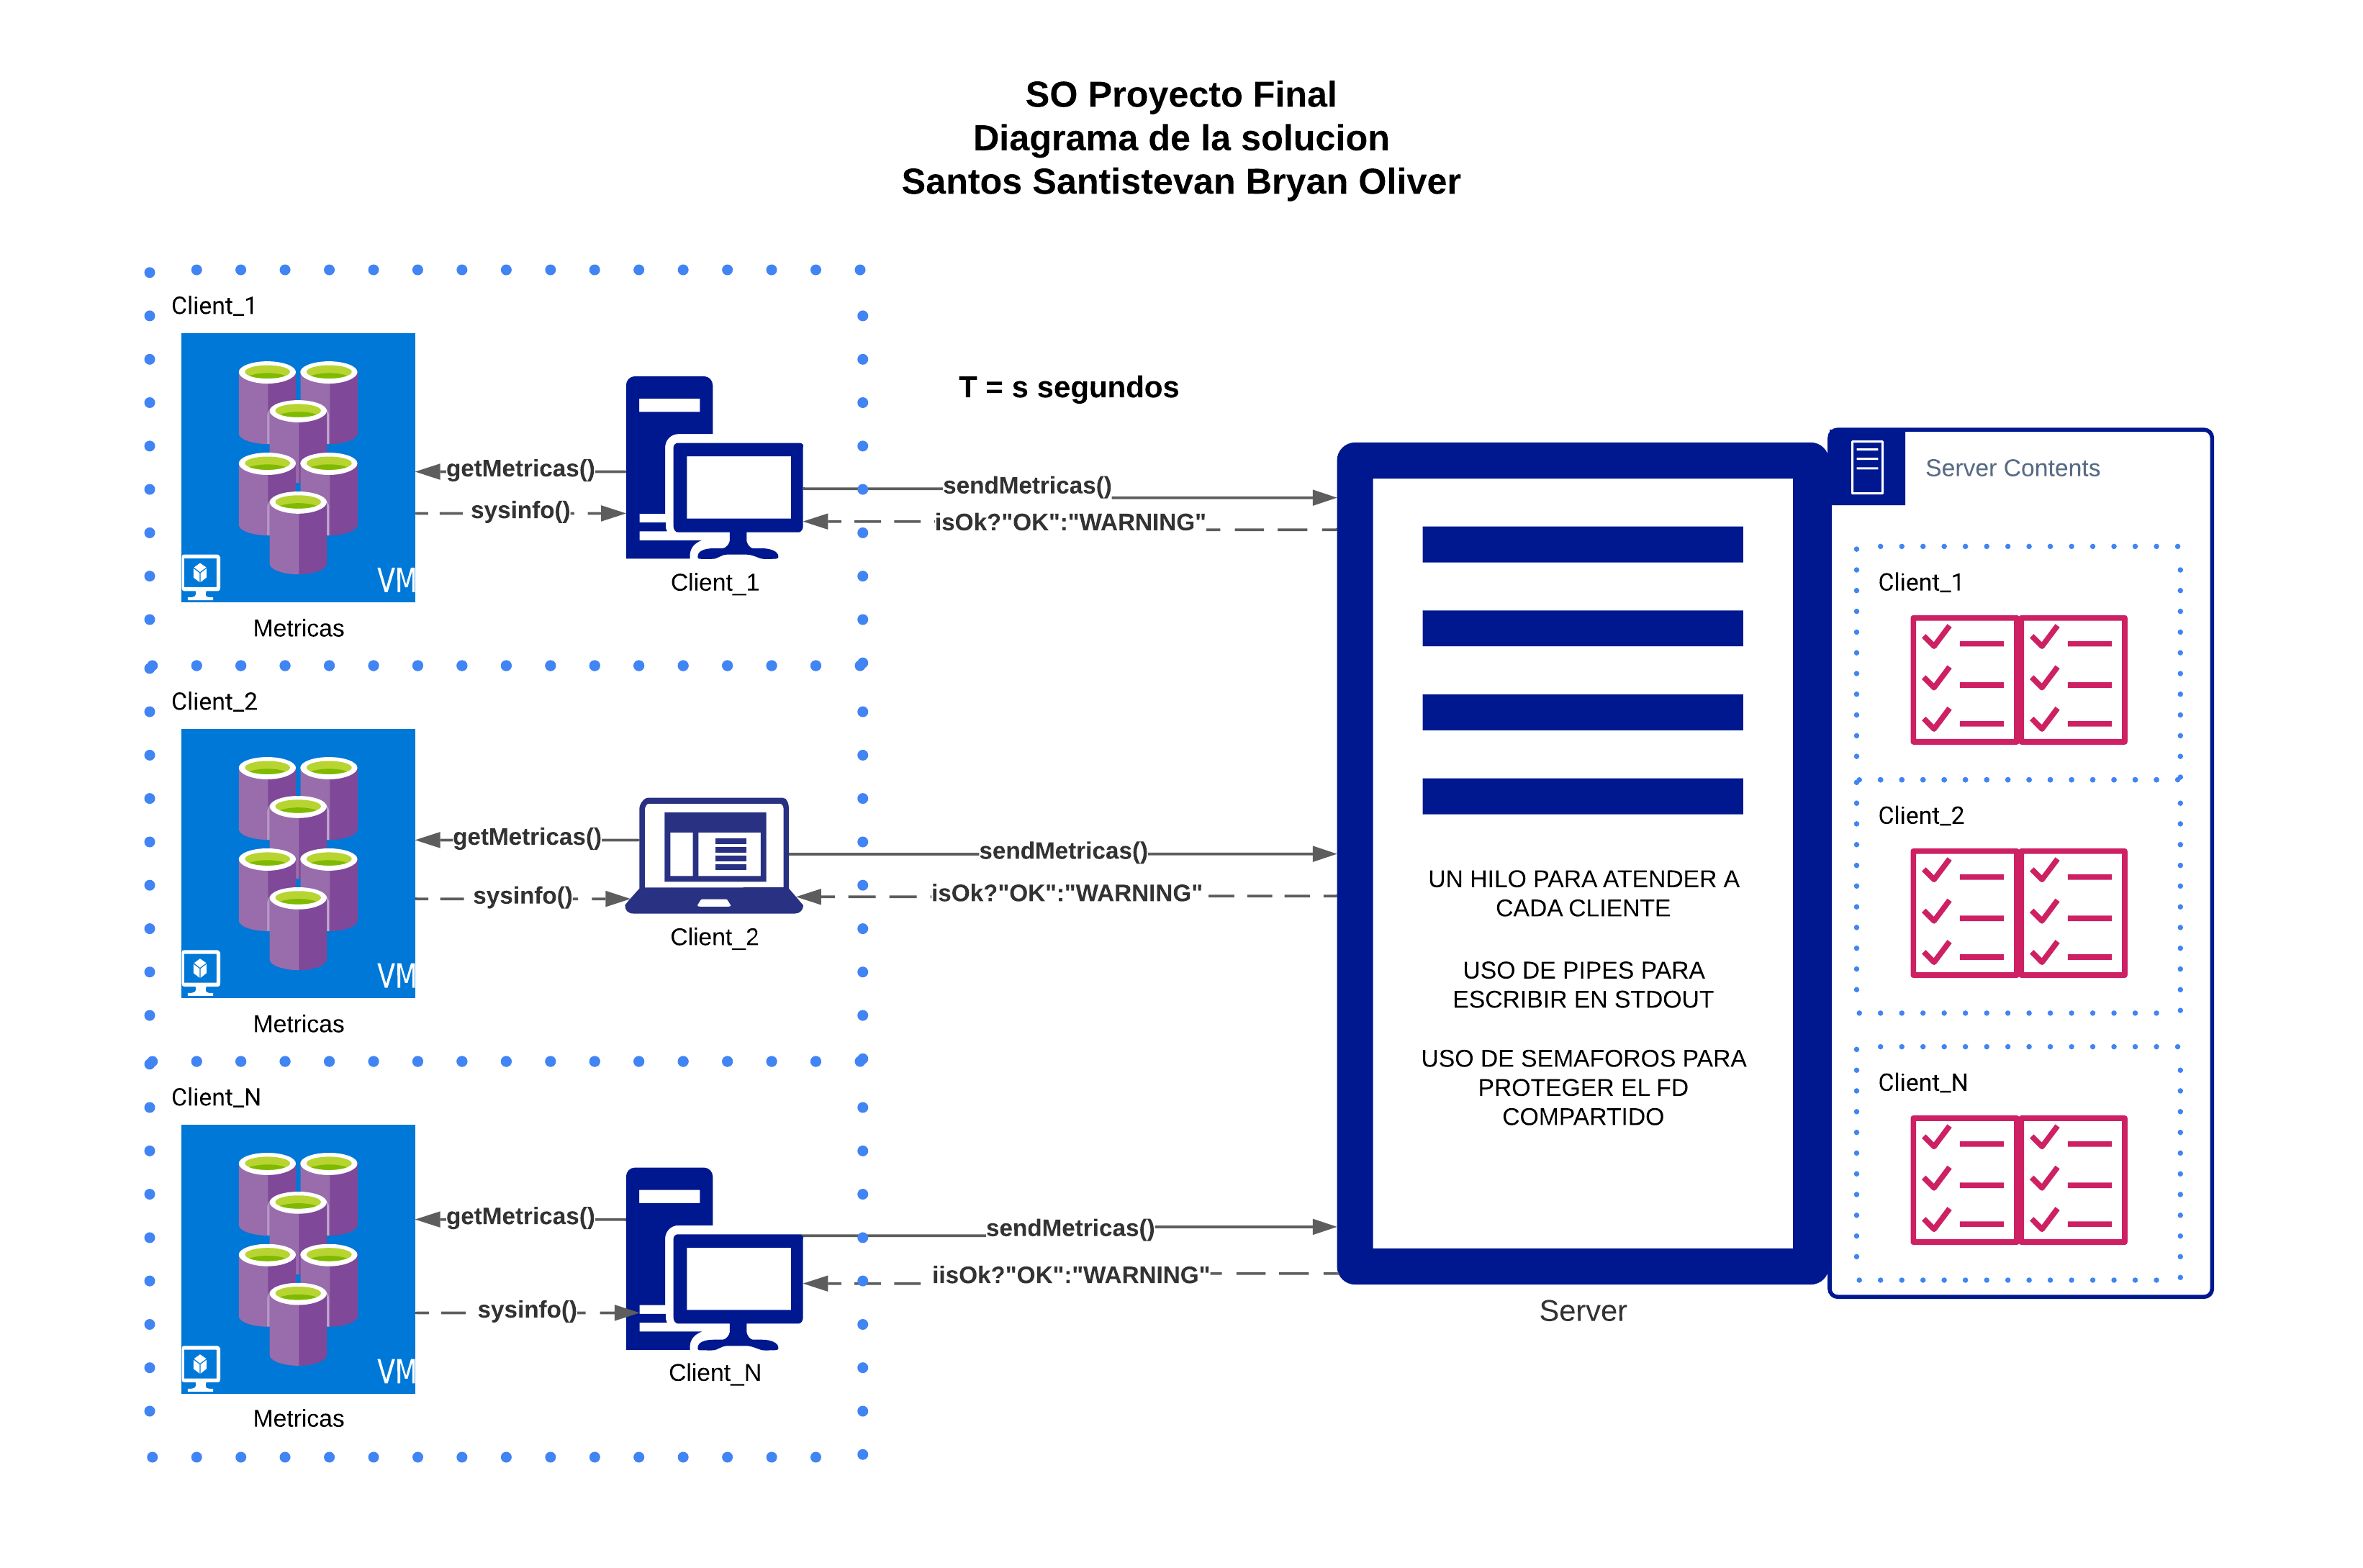 SO Proyecto Final
Diagrama de la solucion
Santos Santistevan Bryan Oliver
Client_1
getMetricas()
sysinfo()
VM
Metricas
Client_1
T = s segundos
sendMetricas()
isOk?"OK":"WARNING"
Client_2
getMetricas()
sysinfo()
VM
Metricas
Client_2
sendMetricas()
isOk?"OK":"WARNING"
Client_N
getMetricas()
sysinfo()
VM
Metricas
Client_N
sendMetricas()
iisOk?"OK":"WARNING"
UN HILO PARA ATENDER A
CADA CLIENTE
USO DE PIPES PARA
ESCRIBIR EN STDOUT
USO DE SEMAFOROS PARA
PROTEGER EL FD
COMPARTIDO
Server
Server Contents
Client_1
Client_2
Client_N